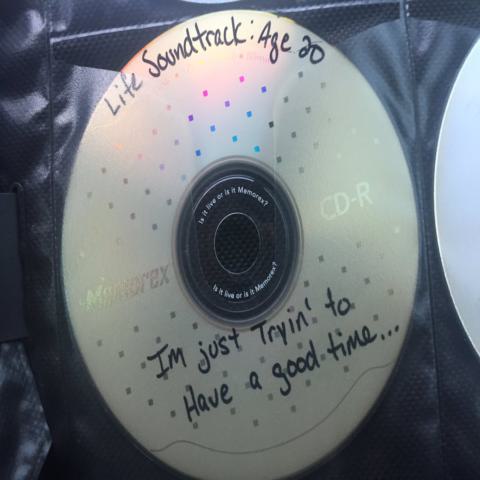 Life Soundtrack: Age 20
Is it live or is it Memorex?
CD-R
Memorex
Is it live or is it Memorex?
Im just Tryin' to
Have a good time...